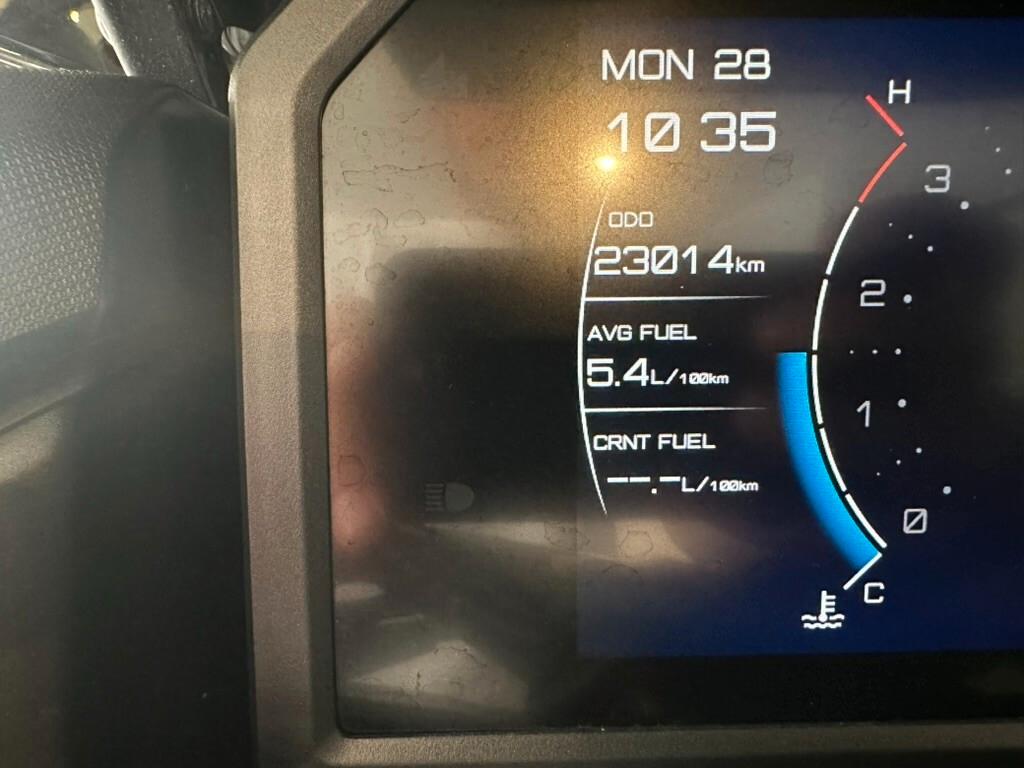 MON 28
10 35
ODO
23014km
AVG FUEL
5.4L/100km
CRNT FUEL
--.-L/100km
H
3
2
1
0
C